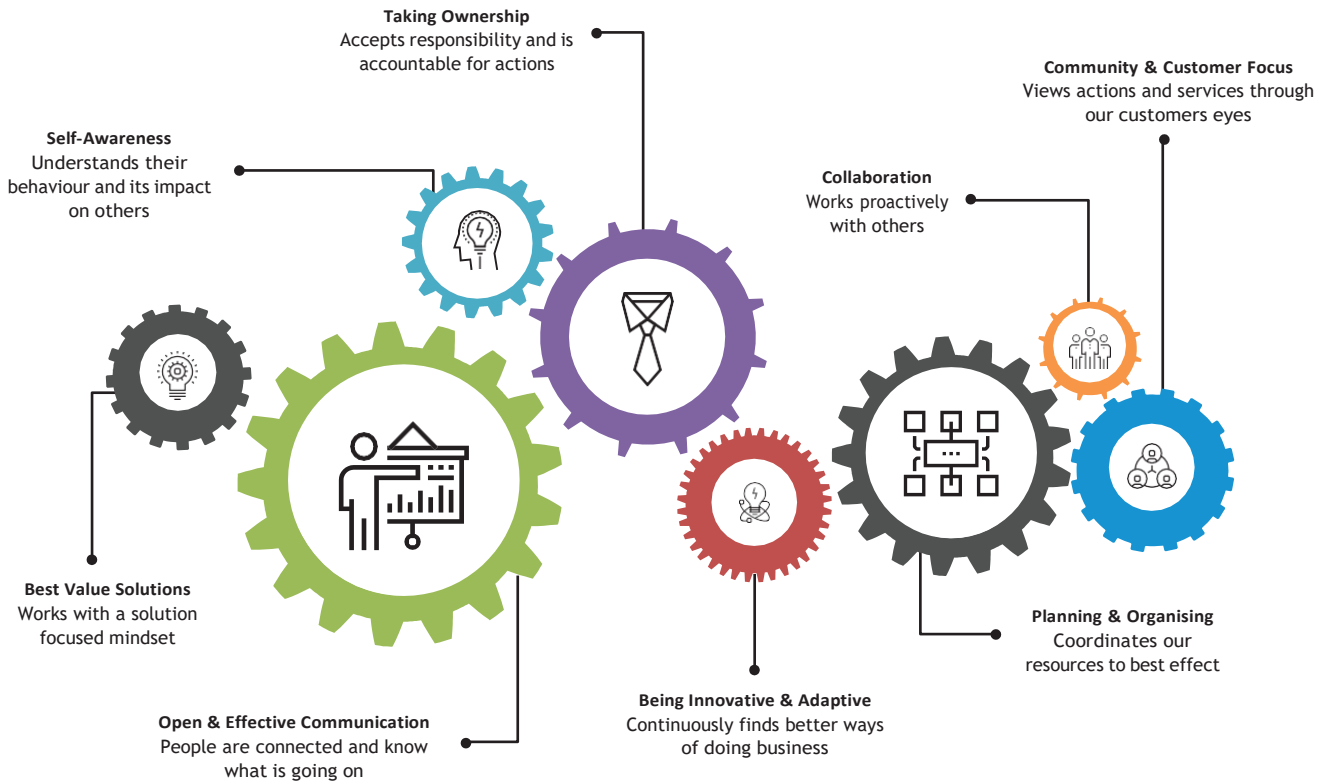 Taking Ownership
Accepts responsibility and is
accountable for actions
Community & Customer Focus
Views actions and services through
our customers eyes
Self-Awareness
Understands their
behaviour and its impact
on others
Collaboration
Works proactively
with others
Best Value Solutions
Works with a solution
focused mindset
Planning & Organising
Coordinates our
resources to best effect
Being Innovative & Adaptive
Continuously finds better ways
of doing business
Open & Effective Communication
People are connected and know
what is going on